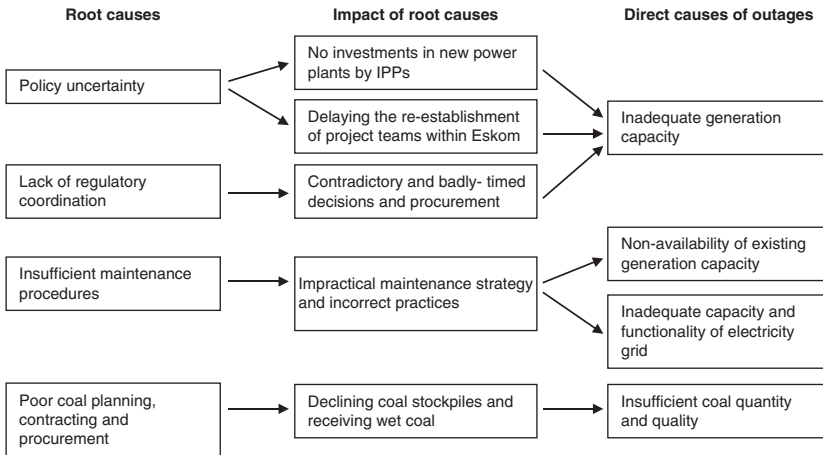 Root causes
Impact of root causes
Direct causes of outages
Policy uncertainty
No investments in new power
plants by IPPs
Delaying the re-establishment
of project teams within Eskom
Inadequate generation
capacity
Lack of regulatory
coordination
Contradictory and badly- timed
decisions and procurement
Insufficient maintenance
procedures
Impractical maintenance strategy
and incorrect practices
Non-availability of existing
generation capacity
Inadequate capacity and
functionality of electricity
grid
Poor coal planning,
contracting and
procurement
Declining coal stockpiles and
receiving wet coal
Insufficient coal quantity
and quality